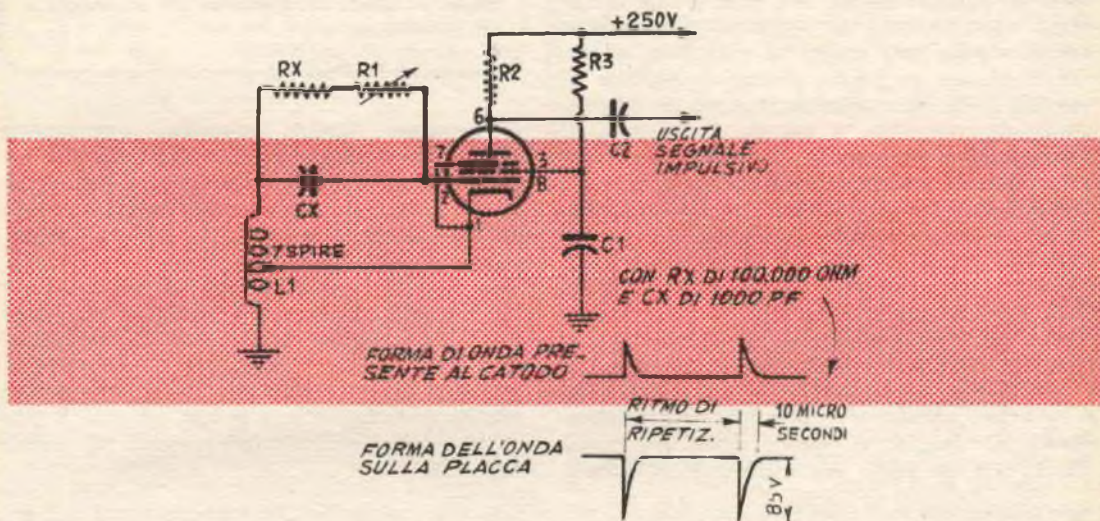 +250V
RX
R1
R2
R3
6
7
2
3
8
1
C2
USCITA
SEGNALE
IMPULSIVO
CX
C1
7 SPIRE
L1
CON RX DI 100.000 OHM
E CX DI 1000 PF
FORMA DI ONDA PRE-
SENTE AL CATODO
RITMO DI
RIPETIZ.
10 MICRO
SECONDI
FORMA DELL'ONDA
SULLA PLACCA
85V